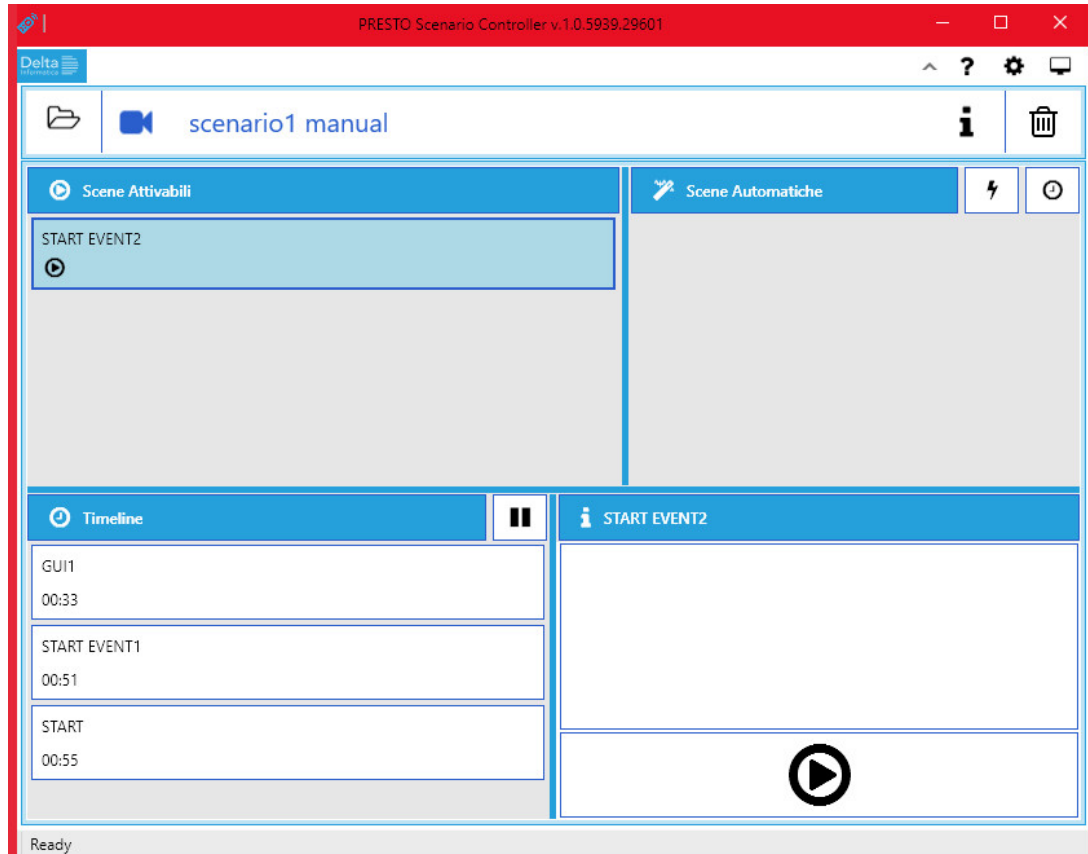 PRESTO Scenario Controller v.1.0.5939.29601
Delta
Informatica
?
scenario1 manual
Scene Attivabili
Scene Automatiche
START EVENT2
Timeline
START EVENT2
GUI1
00:33
START EVENT1
00:51
START
00:55
Ready